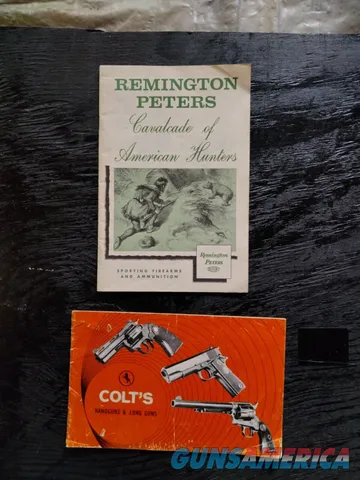 REMINGTON
PETERS
Cavalcade of
American Hunters
Remington
PETERS
SPORTING FIREARMS
AND AMMUNITION
COLT'S
HANDGUNS & LONG GUNS
GUNSAMERICA